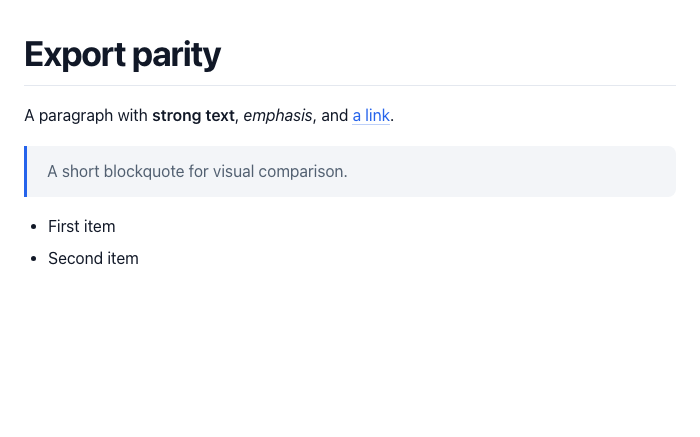 Export parity
A paragraph with strong text, emphasis, and a link.
A short blockquote for visual comparison.
• First item
• Second item